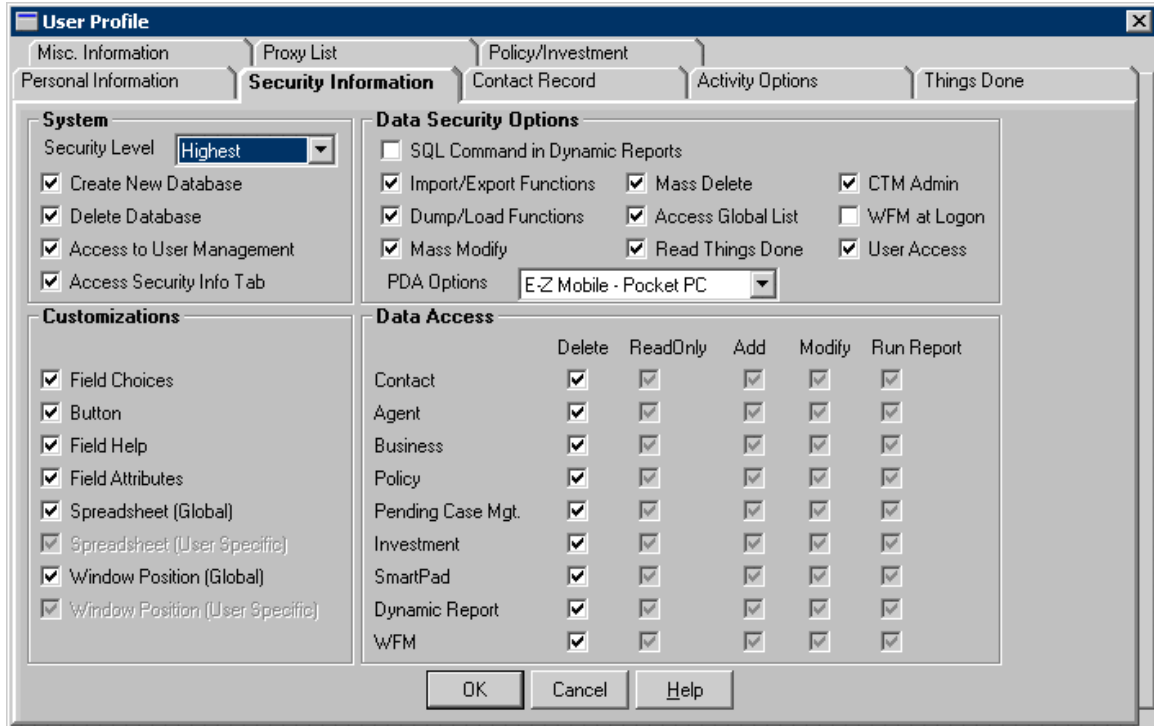 User Profile
Misc. Information Proxy List Policy/Investment
Personal Information Security Information Contact Record Activity Options Things Done
System
Security Level Highest
Create New Database
Delete Database
Access to User Management
Access Security Info Tab
Data Security Options
SQL Command in Dynamic Reports
Import/Export Functions Mass Delete CTM Admin
Dump/Load Functions Access Global List WFM at Logon
Mass Modify Read Things Done User Access
PDA Options E-Z Mobile - Pocket PC
Customizations
Field Choices
Button
Field Help
Field Attributes
Spreadsheet (Global)
Spreadsheet (User Specific)
Window Position (Global)
Window Position (User Specific)
Data Access
Delete ReadOnly Add Modify Run Report
Contact
Agent
Business
Policy
Pending Case Mgt.
Investment
SmartPad
Dynamic Report
WFM
OK Cancel Help